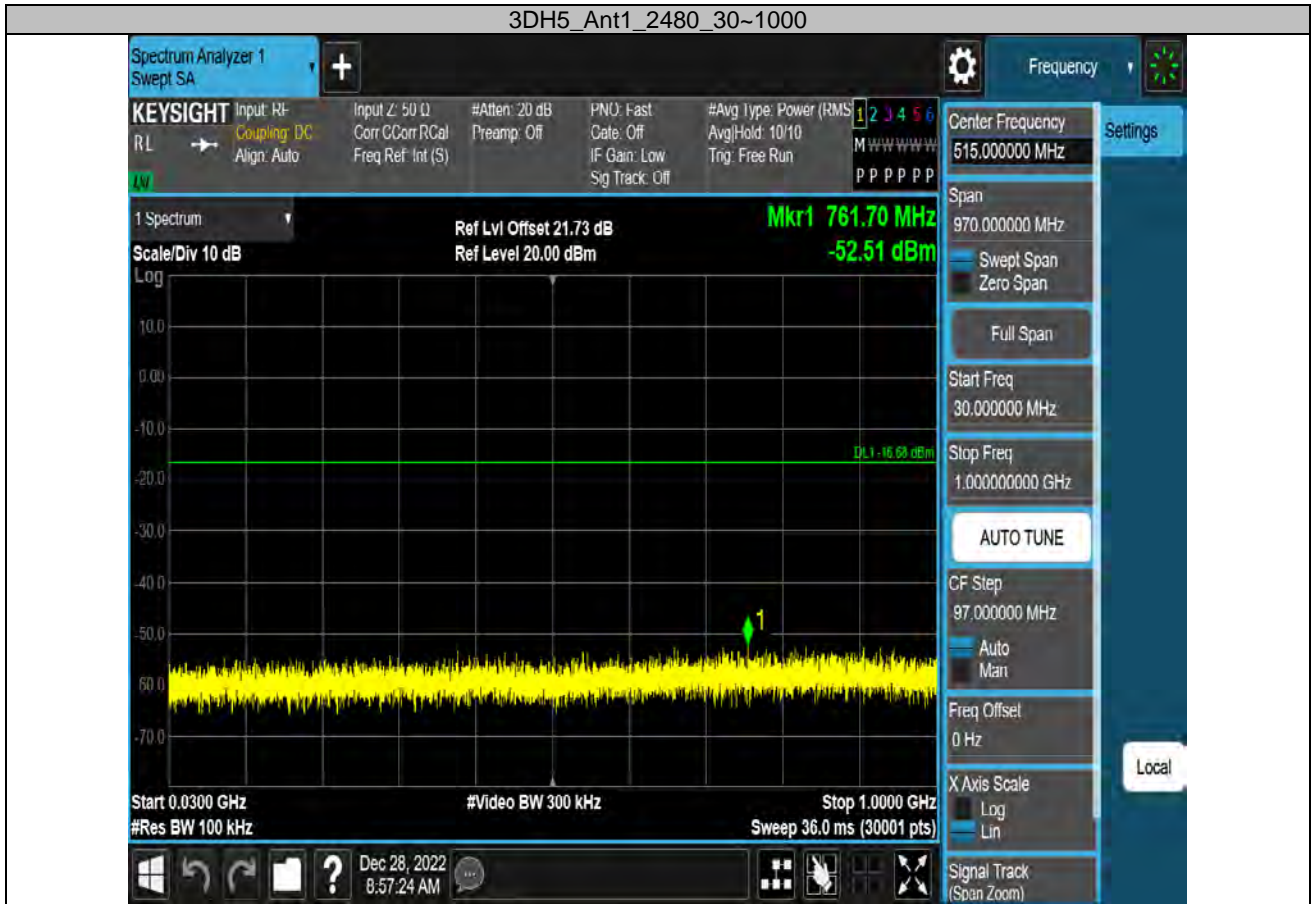 3DH5_Ant1_2480_30~1000
Spectrum Analyzer 1
Swept SA
+
Frequency
KEYSIGHT
RL
Input: RF
Coupling: DC
Align: Auto
Input Z: 50 Ω
Corr CCorr RCal
Freq Ref: Int (S)
#Atten: 20 dB
Preamp: Off
PNO: Fast
Gate: Off
IF Gain: Low
Sig Track: Off
#Avg Type: Power (RMS
Avg|Hold: 10/10
Trig: Free Run
1 2 3 4 5 6
M W W W W W
P P P P P P
1 Spectrum
Scale/Div 10 dB
Log
Ref Lvl Offset 21.73 dB
Ref Level 20.00 dBm
Mkr1 761.70 MHz
-52.51 dBm
10.0
0.00
-10.0
-20.0
-30.0
-40.0
-50.0
-60.0
-70.0
DL1 -16.68 dBm
1
Start 0.0300 GHz
#Res BW 100 kHz
#Video BW 300 kHz
Stop 1.0000 GHz
Sweep 36.0 ms (30001 pts)
Center Frequency
515.000000 MHz
Span
970.000000 MHz
Swept Span
Zero Span
Full Span
Start Freq
30.000000 MHz
Stop Freq
1.000000000 GHz
AUTO TUNE
CF Step
97.000000 MHz
Auto
Man
Freq Offset
0 Hz
X Axis Scale
Log
Lin
Signal Track
(Span Zoom)
Settings
Local
?
Dec 28, 2022
8:57:24 AM